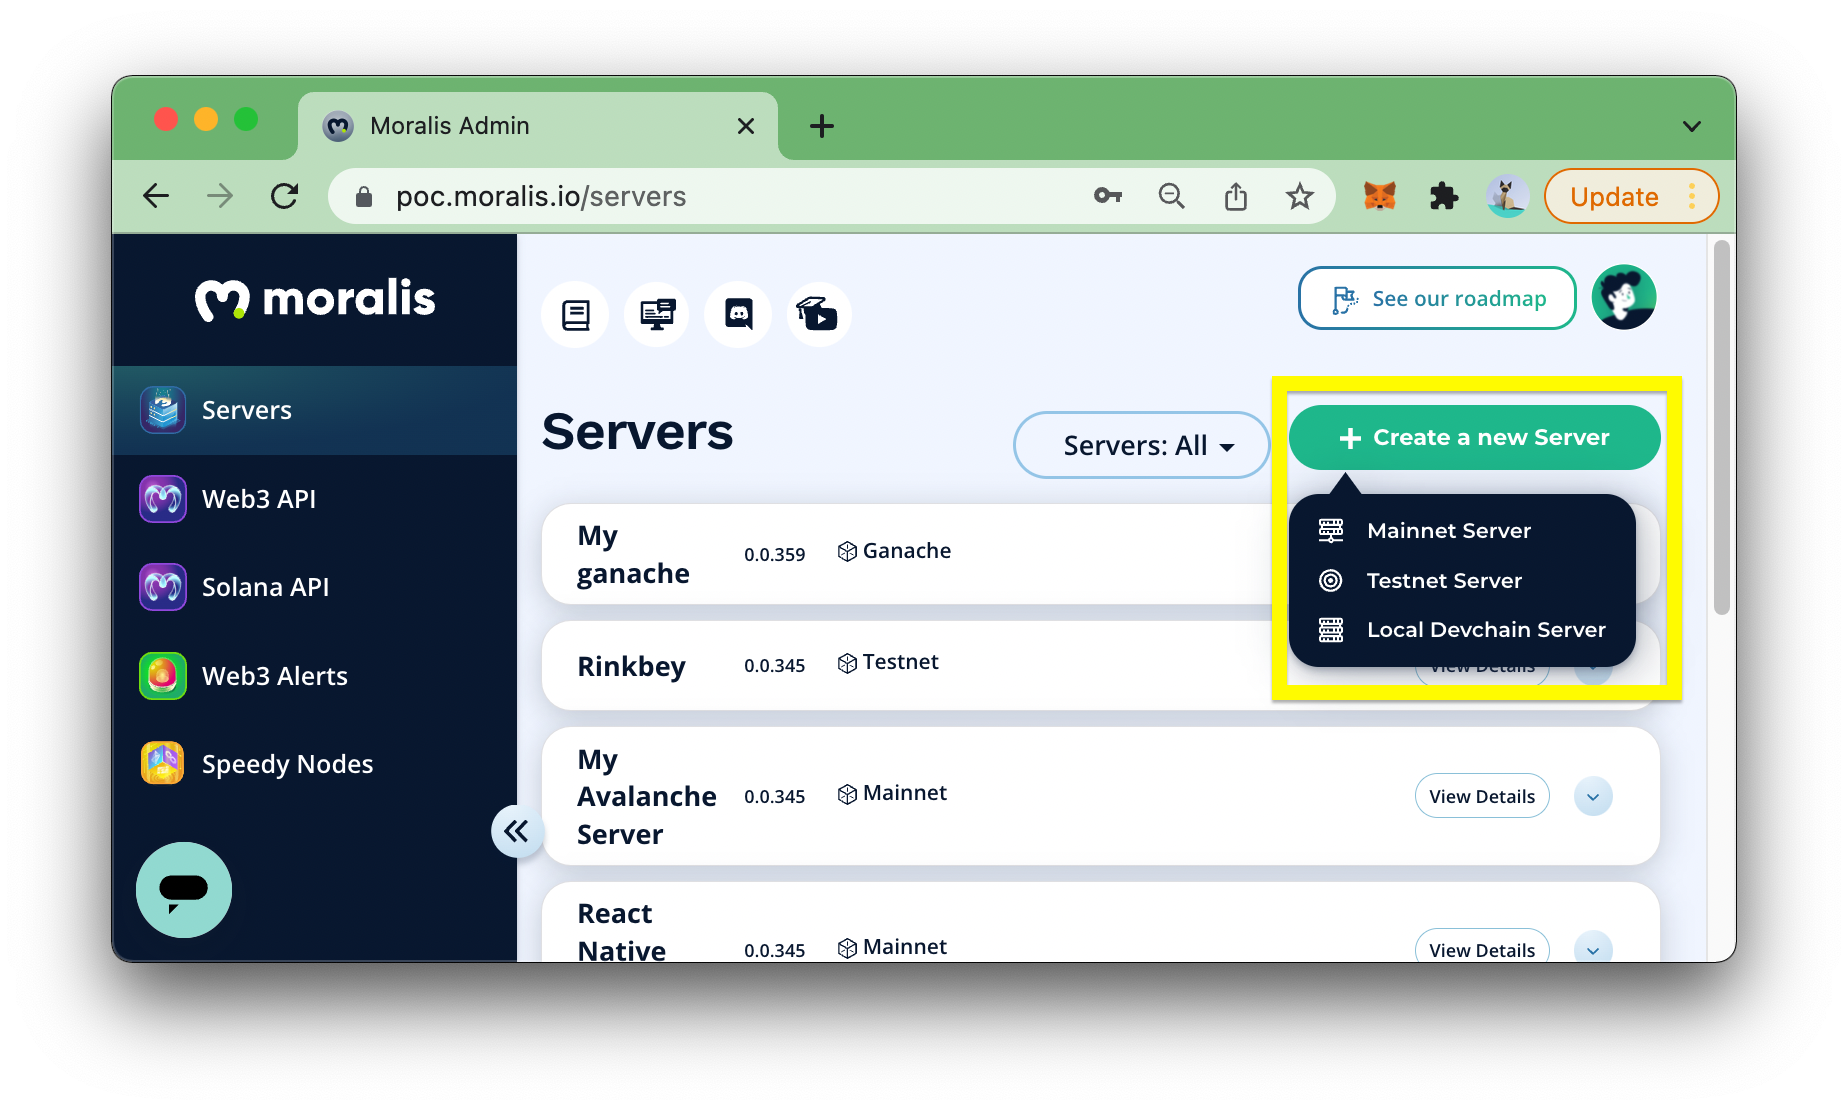 Moralis Admin
poc.moralis.io/servers
Update
moralis
See our roadmap
Servers
Web3 API
Solana API
Web3 Alerts
Speedy Nodes
Servers
Servers: All
+ Create a new Server
Mainnet Server
Testnet Server
Local Devchain Server
My
ganache
0.0.359
Ganache
Rinkbey
0.0.345
Testnet
View Details
My
Avalanche
Server
0.0.345
Mainnet
View Details
React
Native
0.0.345
Mainnet
View Details